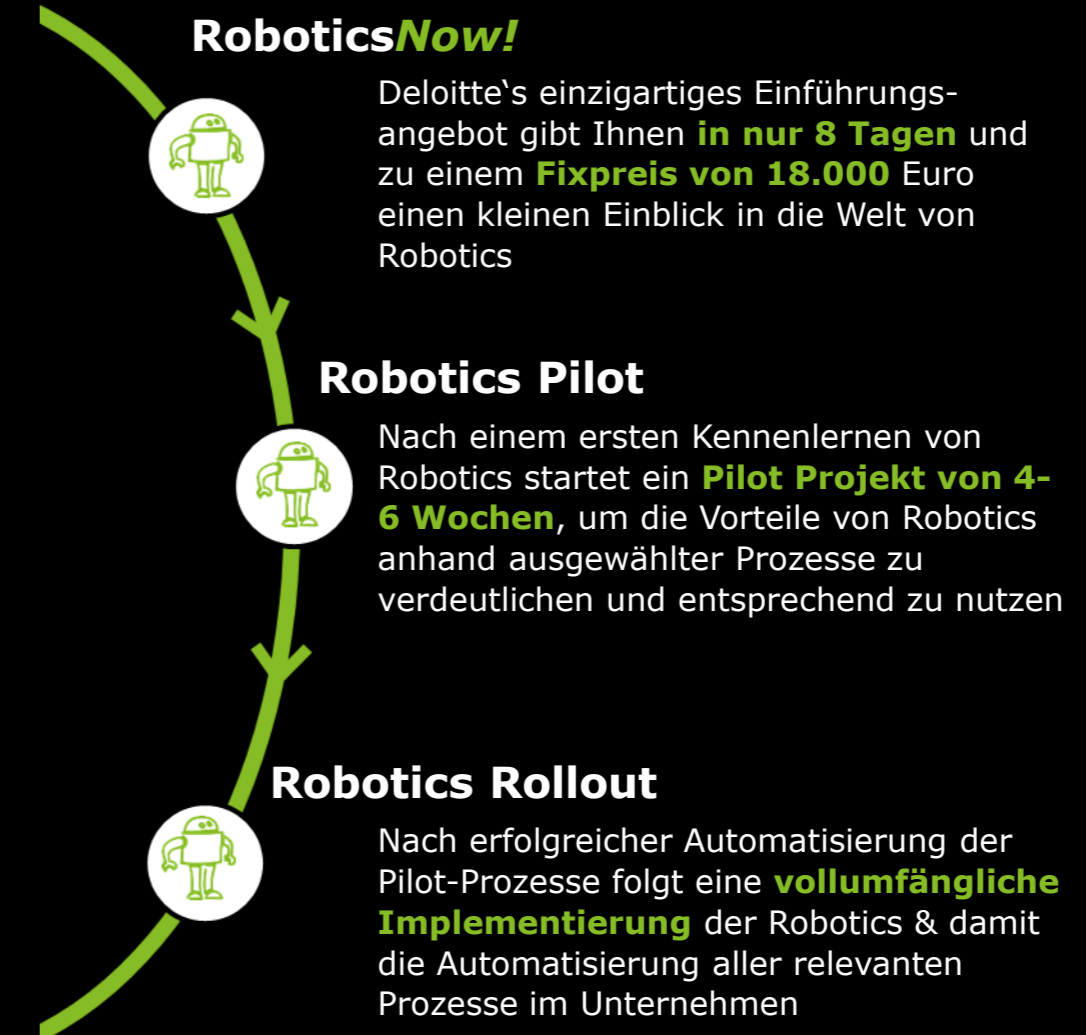 RoboticsNow!
Deloitte‘s einzigartiges Einführungs-
angebot gibt Ihnen in nur 8 Tagen und
zu einem Fixpreis von 18.000 Euro
einen kleinen Einblick in die Welt von
Robotics
Robotics Pilot
Nach einem ersten Kennenlernen von
Robotics startet ein Pilot Projekt von 4-
6 Wochen, um die Vorteile von Robotics
anhand ausgewählter Prozesse zu
verdeutlichen und entsprechend zu nutzen
Robotics Rollout
Nach erfolgreicher Automatisierung der
Pilot-Prozesse folgt eine vollumfängliche
Implementierung der Robotics & damit
die Automatisierung aller relevanten
Prozesse im Unternehmen